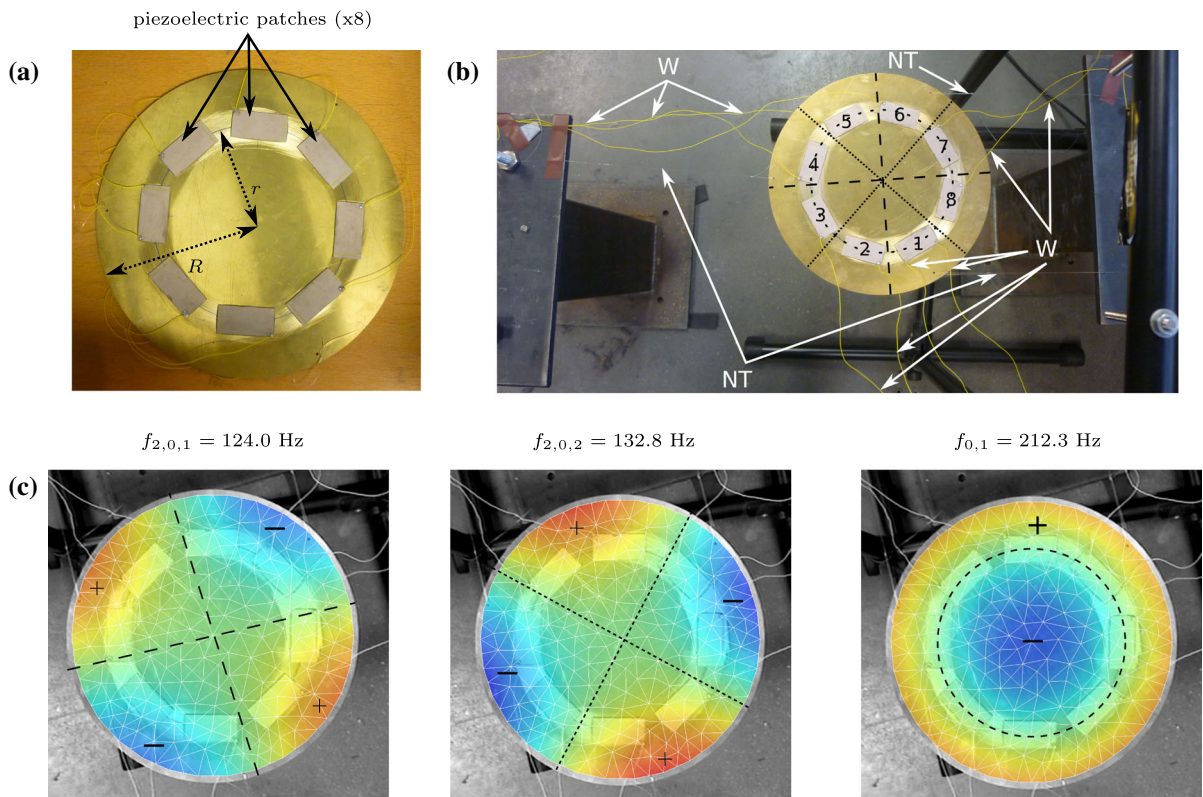 piezoelectric patches (x8)
(a)
r
R
(b)
W
NT
5
6
4
7
3
8
2
1
W
W
NT
f2,0,1 = 124.0 Hz
f2,0,2 = 132.8 Hz
f0,1 = 212.3 Hz
(c)
+
−
+
−
+
−
−
+
+
−